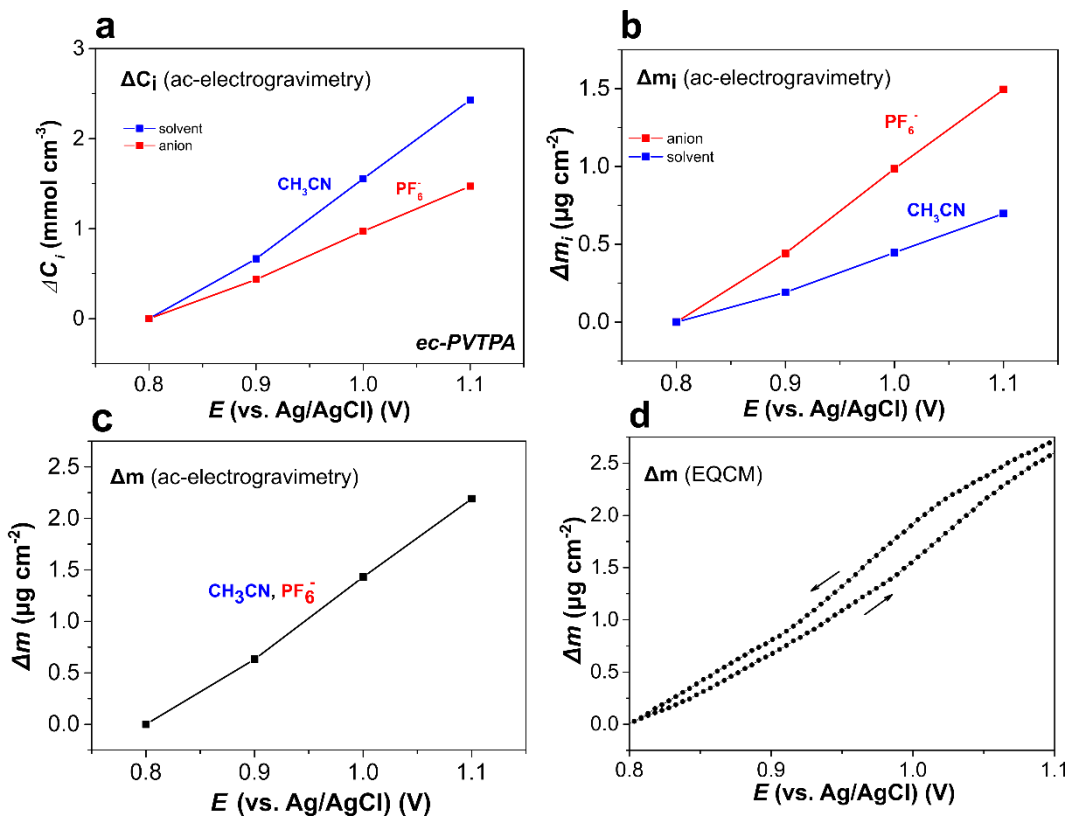 a
ΔCi (ac-electrogravimetry)
solvent
anion
CH3CN
PF6-
ec-PVTPA
3
2
1
0
ΔCi (mmol cm-3)
0.8 0.9 1.0 1.1
E (vs. Ag/AgCl) (V)
b
Δmi (ac-electrogravimetry)
anion
solvent
PF6-
CH3CN
1.5
1.0
0.5
0.0
Δmi (µg cm-2)
0.8 0.9 1.0 1.1
E (vs. Ag/AgCl) (V)
c
Δm (ac-electrogravimetry)
CH3CN, PF6-
2.5
2.0
1.5
1.0
0.5
0.0
Δm (µg cm-2)
0.8 0.9 1.0 1.1
E (vs. Ag/AgCl) (V)
d
Δm (EQCM)
2.5
2.0
1.5
1.0
0.5
0.0
Δm (µg cm-2)
0.8 0.9 1.0 1.1
E (vs. Ag/AgCl) (V)